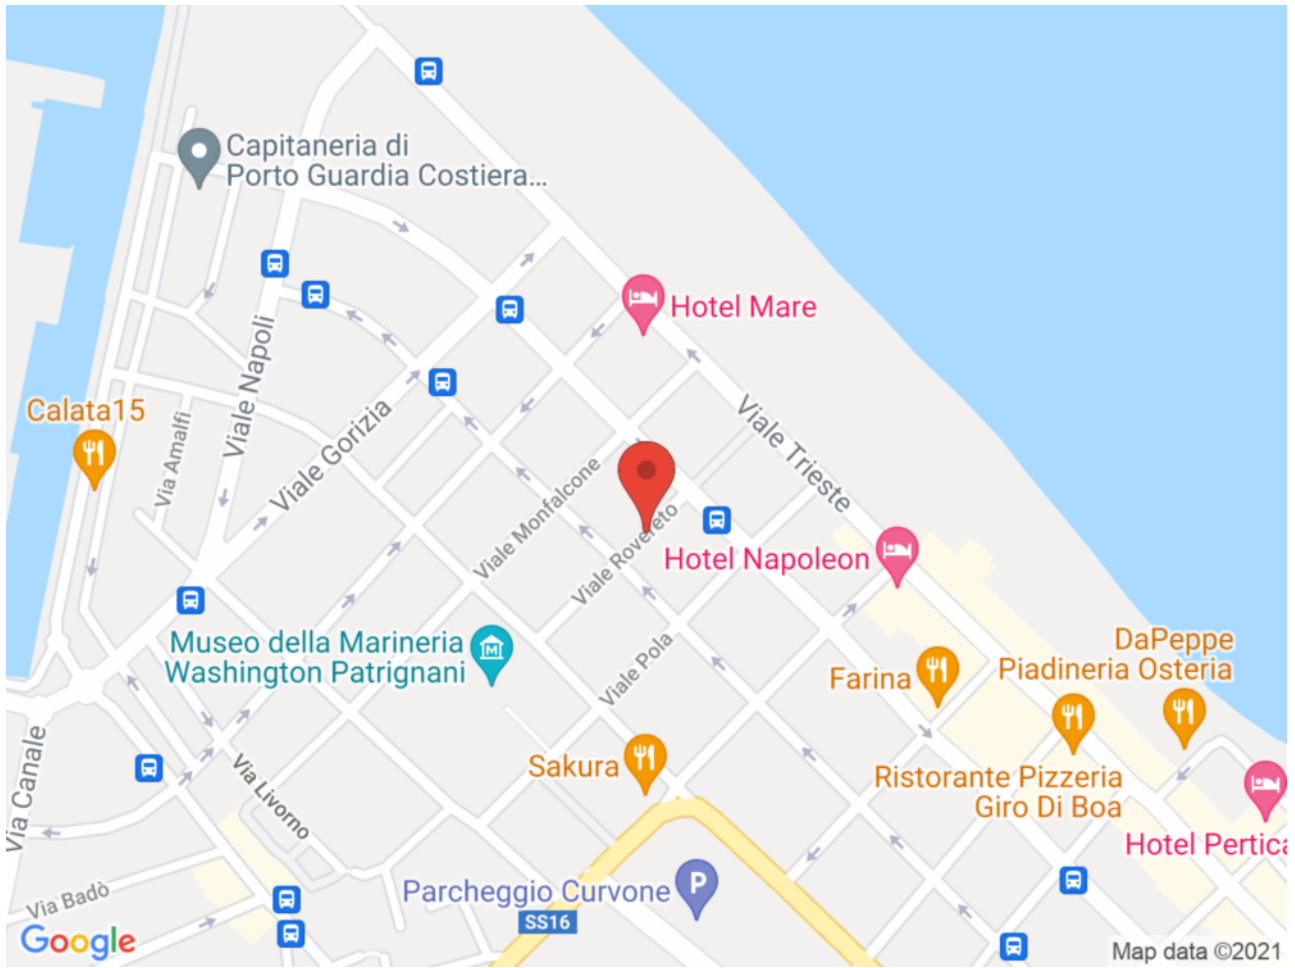 Capitaneria di
Porto Guardia Costiera...
Hotel Mare
Viale Napoli
Calata15
Via Amalfi
Viale Gorizia
Viale Trieste
Viale Monfalcone
Viale Rovereto
Hotel Napoleon
Museo della Marineria
Washington Patrignani
Viale Pola
DaPeppe
Piadineria Osteria
Farina
Via Canale
Via Livorno
Sakura
Ristorante Pizzeria
Giro Di Boa
Hotel Pertica
Parcheggio Curvone
P
SS16
Via Badò
Google
Map data ©2021